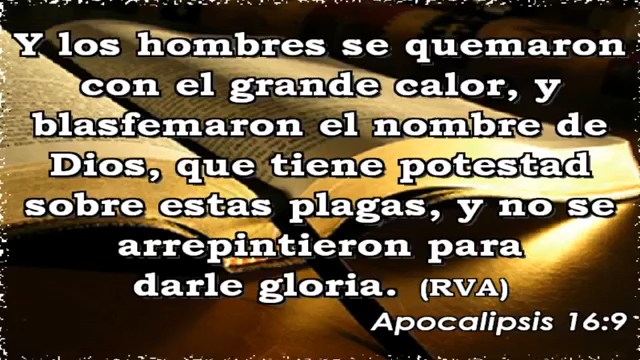 Y los hombres se quemaron
con el grande calor, y
blasfemaron el nombre de
Dios, que tiene potestad
sobre estas plagas, y no se
arrepintieron para
darle gloria. (RVA)
Apocalipsis 16:9